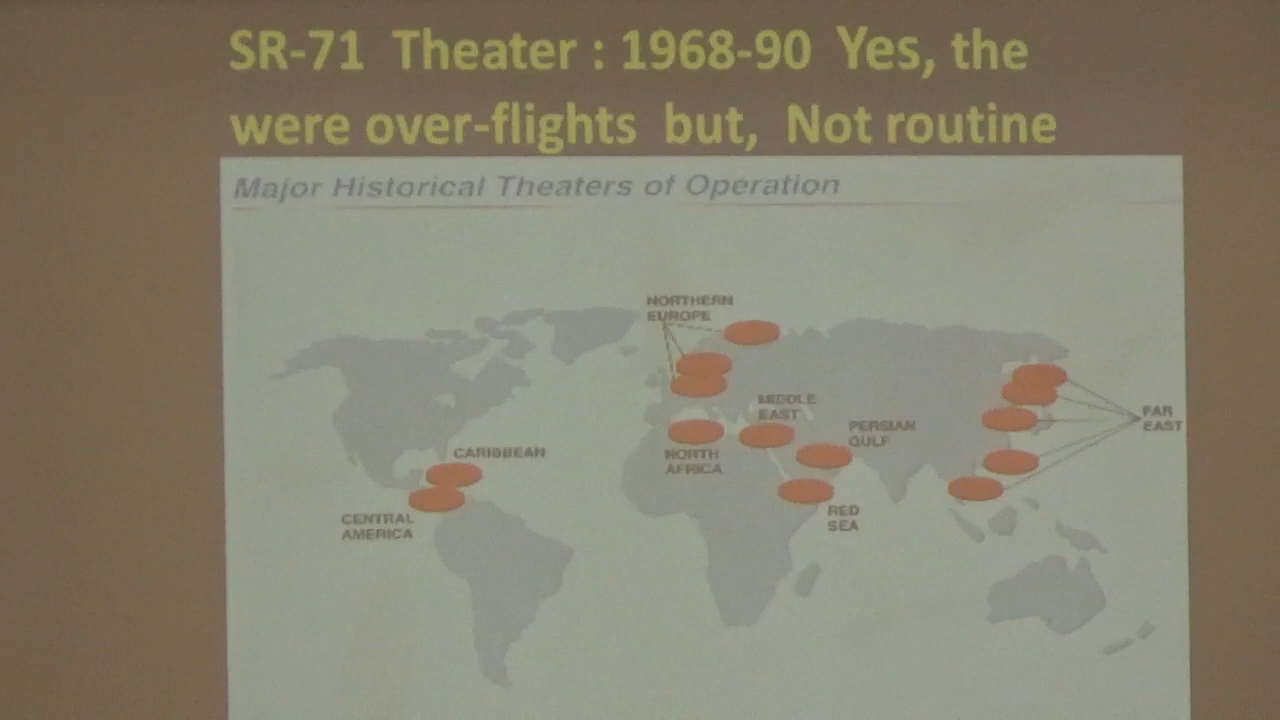 SR-71 Theater : 1968-90 Yes, the
were over-flights but, Not routine
Major Historical Theaters of Operation
NORTHERN
EUROPE
MIDDLE
EAST
PERSIAN
GULF
FAR
EAST
CARIBBEAN
NORTH
AFRICA
CENTRAL
AMERICA
RED
SEA